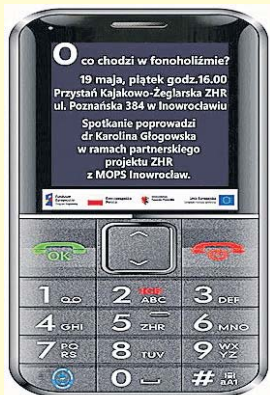 O co chodzi w fonoholiźmie?
19 maja, piątek godz.16.00
Przystań Kajakowo-Żeglarska ZHR
ul. Poznańska 384 w Inowrocławiu
Spotkanie poprowadzi
dr Karolina Głogowska
w ramach partnerskiego
projektu ZHR
z MOPS Inowrocław.
OK
1
2 ABC
3 DEF
4 GHI
5 ZHR
6 MNO
7 PQ RS
8 TUV
9 WX YZ
0
#